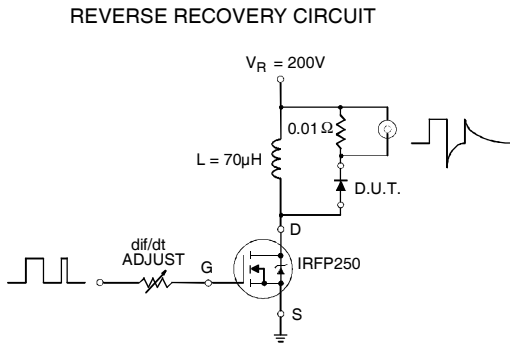 REVERSE RECOVERY CIRCUIT
V_R = 200V
0.01 Ω
L = 70µH
D.U.T.
D
dif/dt
ADJUST
G
IRFP250
S